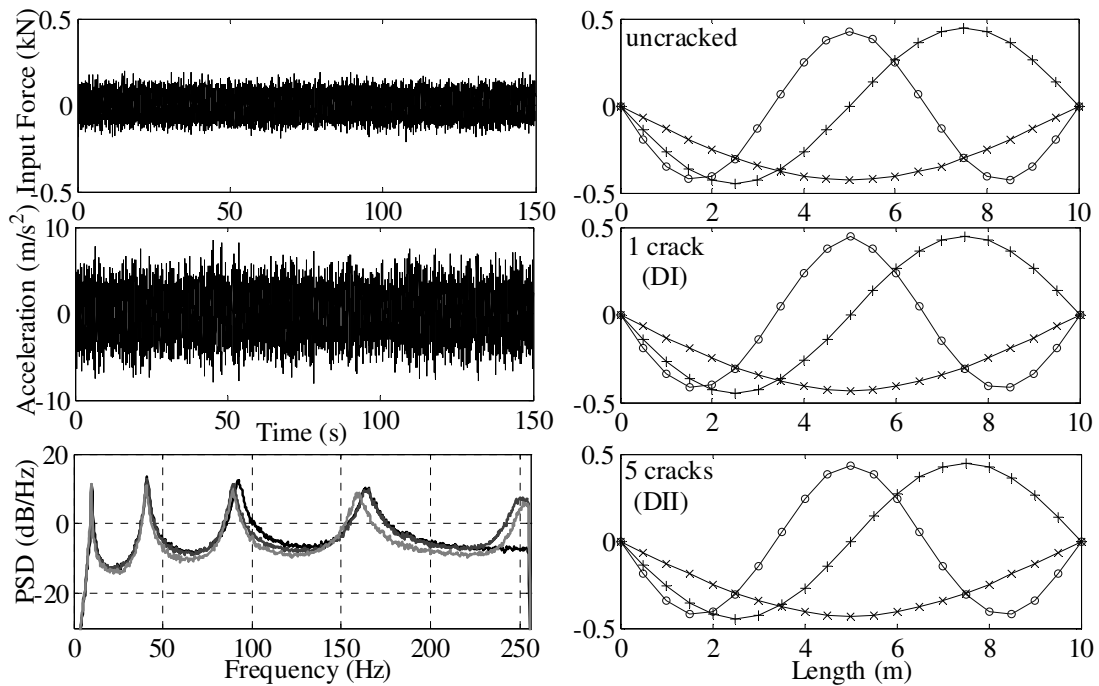 Acceleration (m/s²) ,Input Force (kN)
0.5
0
0.5
0 50 100 150
10
0
-10
0 50 100 150
Time (s)
PSD (dB/Hz)
20
0
-20
0 50 100 150 200 250
Frequency (Hz)
uncracked
0.5
0
-0.5
0 2 4 6 8 10
1 crack
(DI)
0.5
0
-0.5
0 2 4 6 8 10
5 cracks
(DII)
0.5
0
-0.5
0 2 4 6 8 10
Length (m)